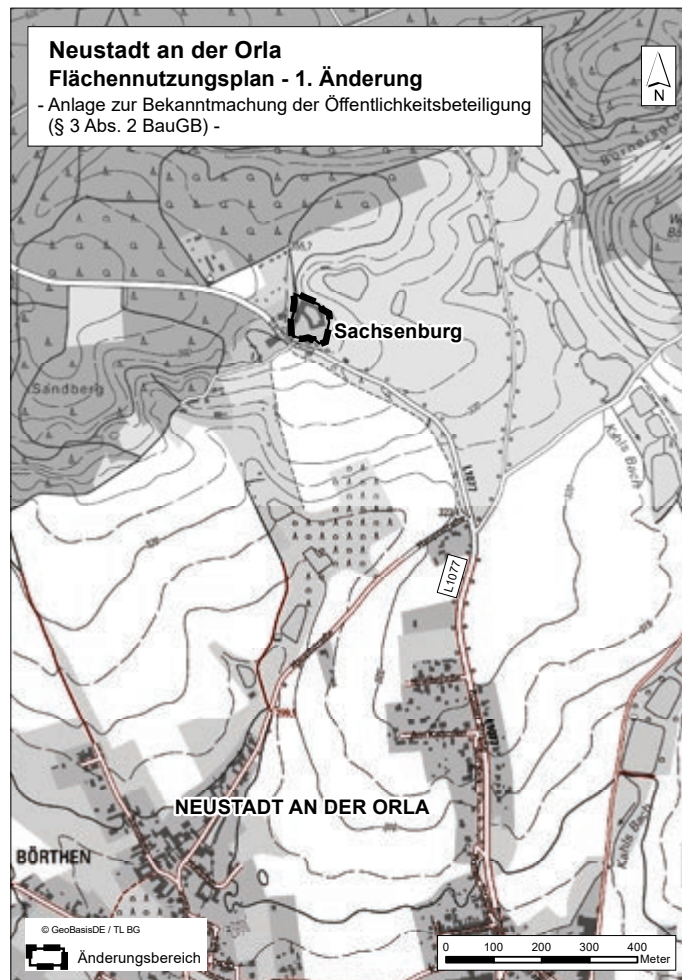 Neustadt an der Orla
Flächennutzungsplan - 1. Änderung
- Anlage zur Bekanntmachung der Öffentlichkeitsbeteiligung
(§ 3 Abs. 2 BauGB) -
N
Sachsenburg
Sandberg
Kahls Bach
L1077
L1077
L1077
NEUSTADT AN DER ORLA
BÖRTHEN
Kahls Bach
© GeoBasisDE / TL BG
Änderungsbereich
0 100 200 300 400
Meter